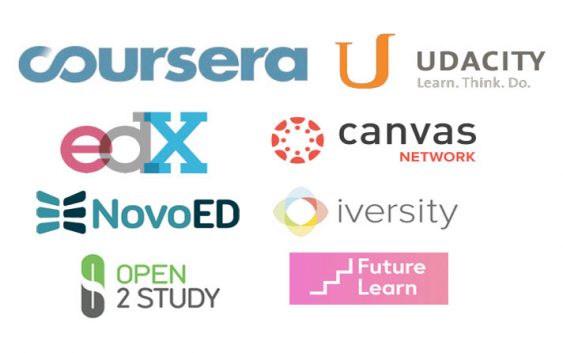 coursera
UDACITY
Learn. Think. Do.
edX
canvas
NETWORK
NovoED
iversity
OPEN
2 STUDY
Future
Learn